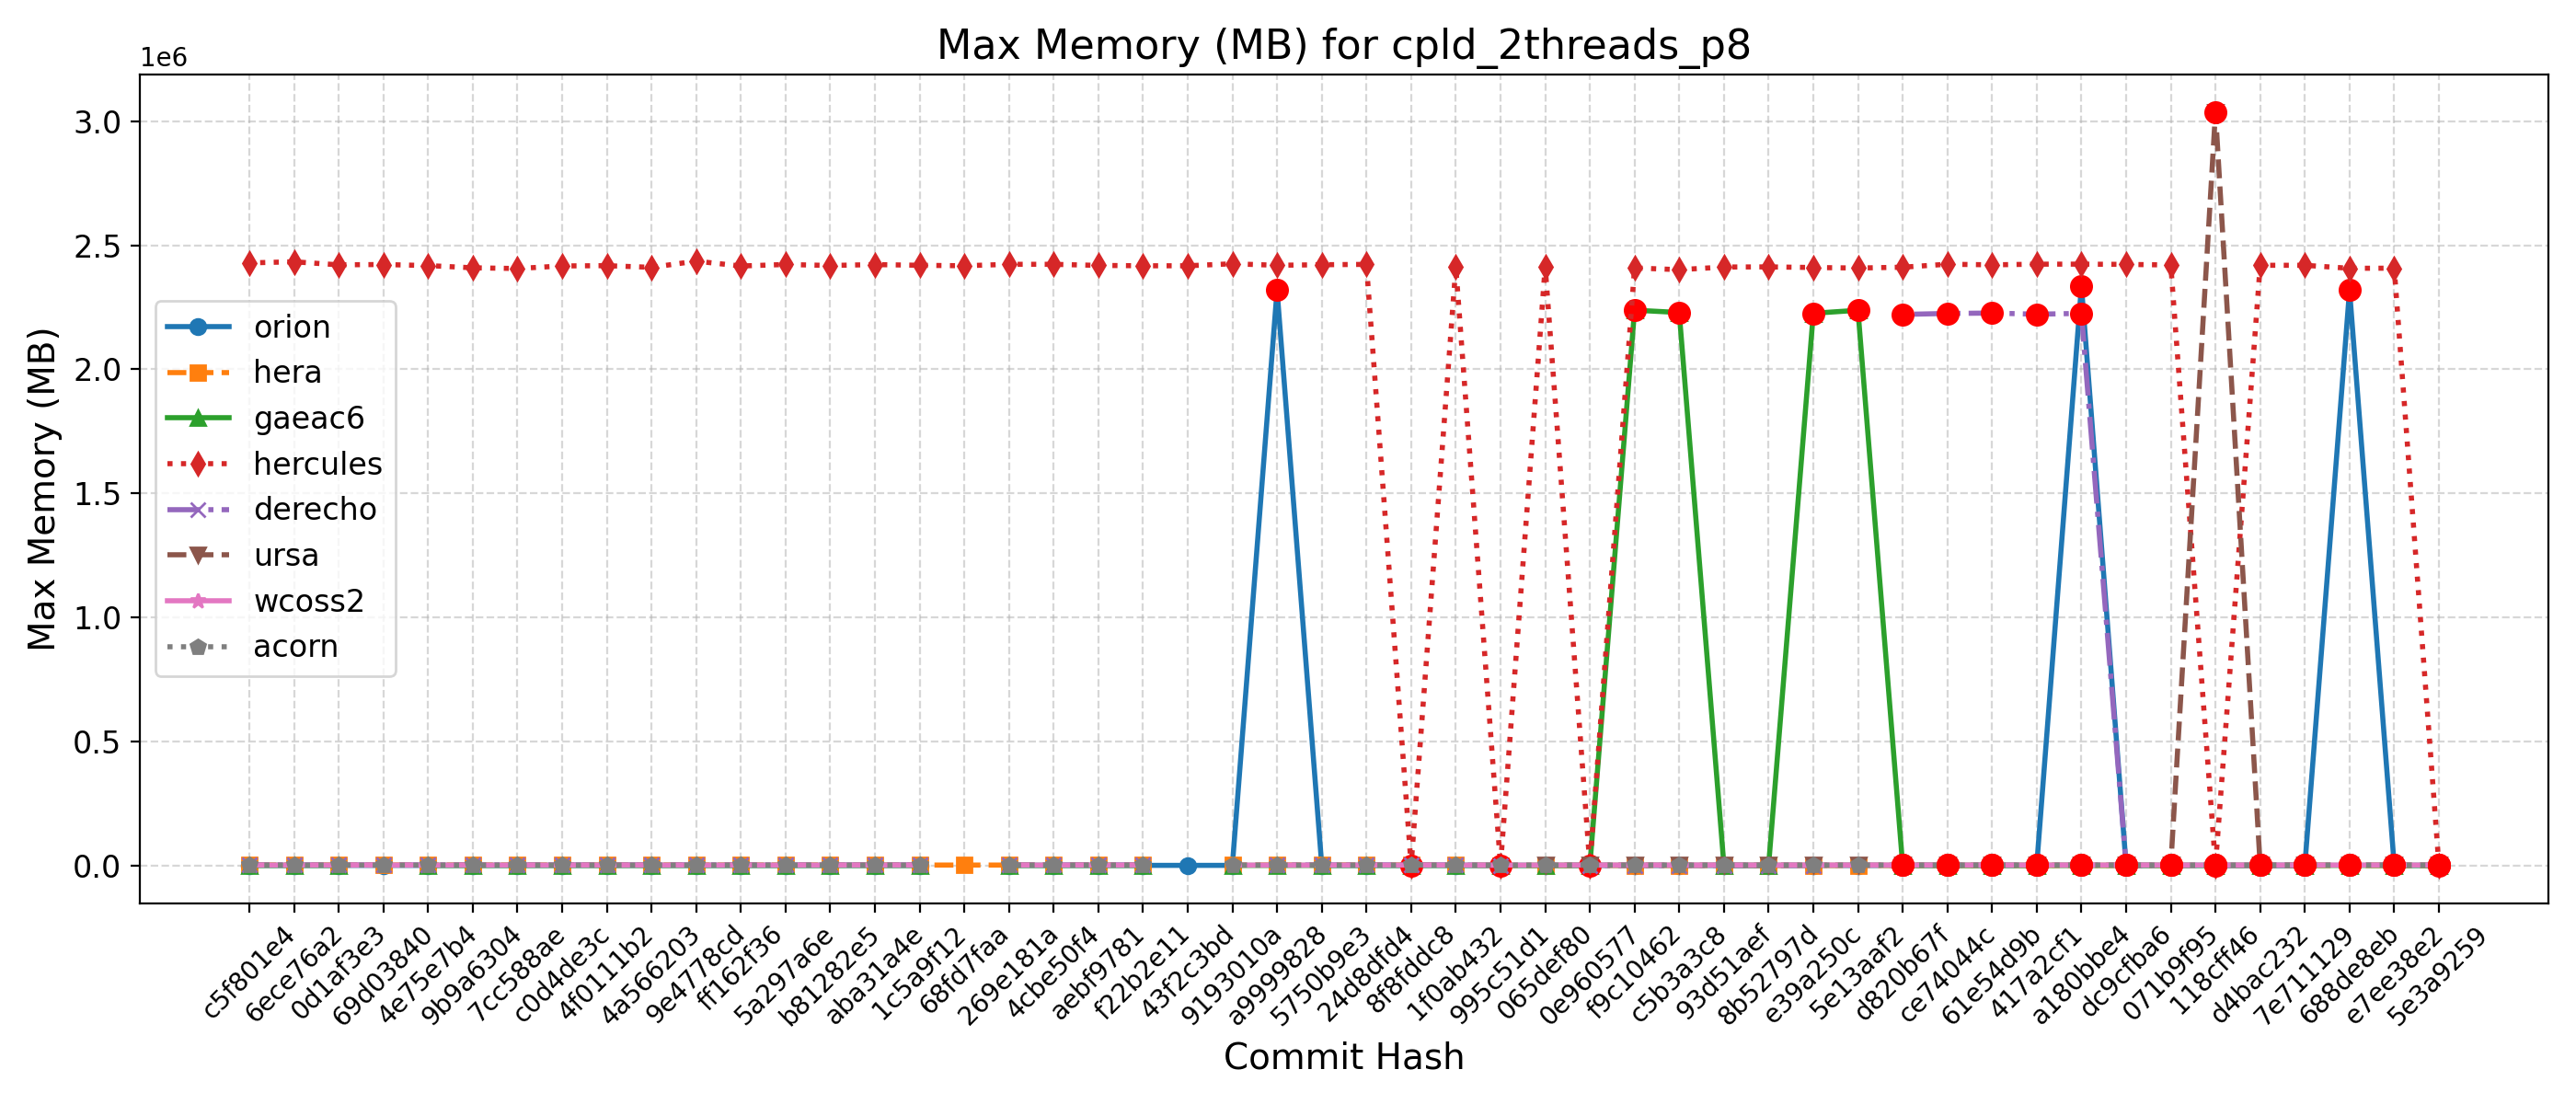 Max Memory (MB) for cpld_2threads_p8
1e6
3.0
2.5
2.0
1.5
1.0
0.5
0.0
Max Memory (MB)
orion
hera
gaeac6
hercules
derecho
ursa
wcoss2
acorn
c5f801e4
6ece76a2
0d1af3e3
69d03840
4e75e7b4
9b9a6304
7cc588ae
c0d4de3c
4f0111b2
4a566203
9e4778cd
ff162f36
5a297a6e
b81282e5
aba31a4e
1c5a9f12
68fd7faa
269e181a
4cbe50f4
aebf9781
f22b2e11
43f2c3bd
9193010a
a9999828
5750b9e3
24d8dfd4
8f8fddc8
1f0ab432
995c51d1
065def80
0e960577
f9c10462
c5b3a3c8
93d51aef
8b52797d
e39a250c
5e13aaf2
d820b67f
ce74044c
61e54d9b
417a2cf1
a180bbe4
dc9cfba6
071b9f95
118cff46
d4bac232
7e711129
688de8eb
e7ee38e2
5e3a9259
Commit Hash